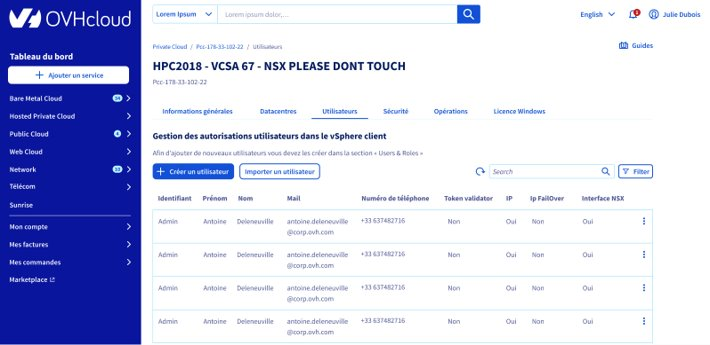 OVHcloud
Tableau du bord
Ajouter un service
Bare Metal Cloud
Hosted Private Cloud
Public Cloud
Web Cloud
Network
Télécom
Sunrise
Mon compte
Mes factures
Mes commandes
Marketplace
Lorem Ipsum Lorem ipsum dolor,...
English Julie Dubois
Private Cloud / Pcc-178-33-102-22 / Utilisateurs
Guides
HPC2018 - VCSA 67 - NSX PLEASE DONT TOUCH
Pcc-178-33-102-22
Informations générales Datacentres Utilisateurs Sécurité Opérations Licence Windows
Gestion des autorisations utilisateurs dans le vSphere client
Afin d'ajouter de nouveaux utilisateurs vous devez les créer dans la section « Users & Roles »
Créer un utilisateur Importer un utilisateur Search Filter
Identifiant Prénom Nom Mail Numéro de téléphone Token validator IP Ip FailOver Interface NSX
Admin Antoine Deleneuville antoine.deleneuville +33 637482716 Non Oui Non Oui
@corp.ovh.com
Admin Antoine Deleneuville antoine.deleneuville +33 637482716 Non Oui Non Oui
@corp.ovh.com
Admin Antoine Deleneuville antoine.deleneuville +33 637482716 Non Oui Non Oui
@corp.ovh.com
Admin Antoine Deleneuville antoine.deleneuville +33 637482716 Non Oui Non Oui
@corp.ovh.com